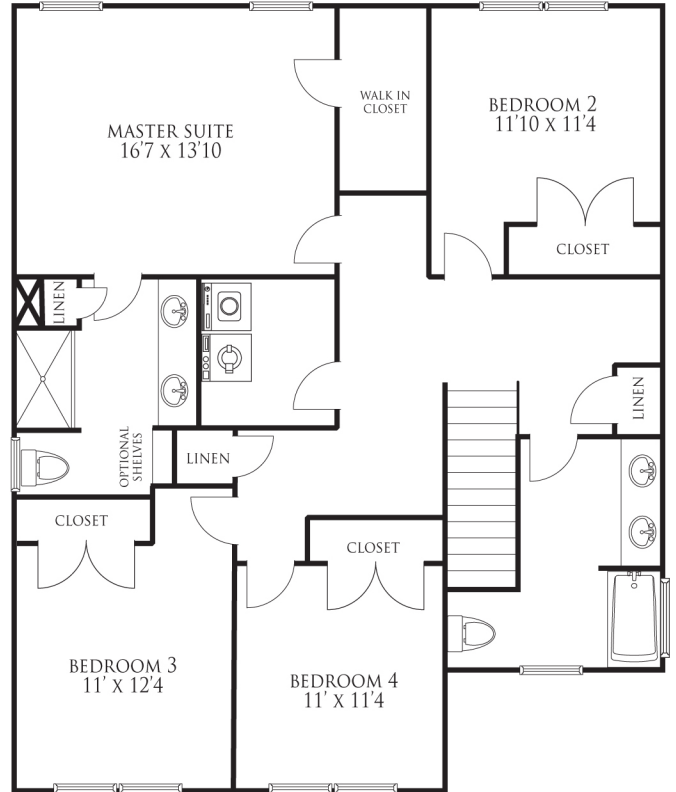 WALK IN
CLOSET
BEDROOM 2
11'10 X 11'4
MASTER SUITE
16'7 X 13'10
CLOSET
LINEN
LINEN
OPTIONAL
SHELVES
LINEN
CLOSET
CLOSET
BEDROOM 3
11' X 12'4
BEDROOM 4
11' X 11'4